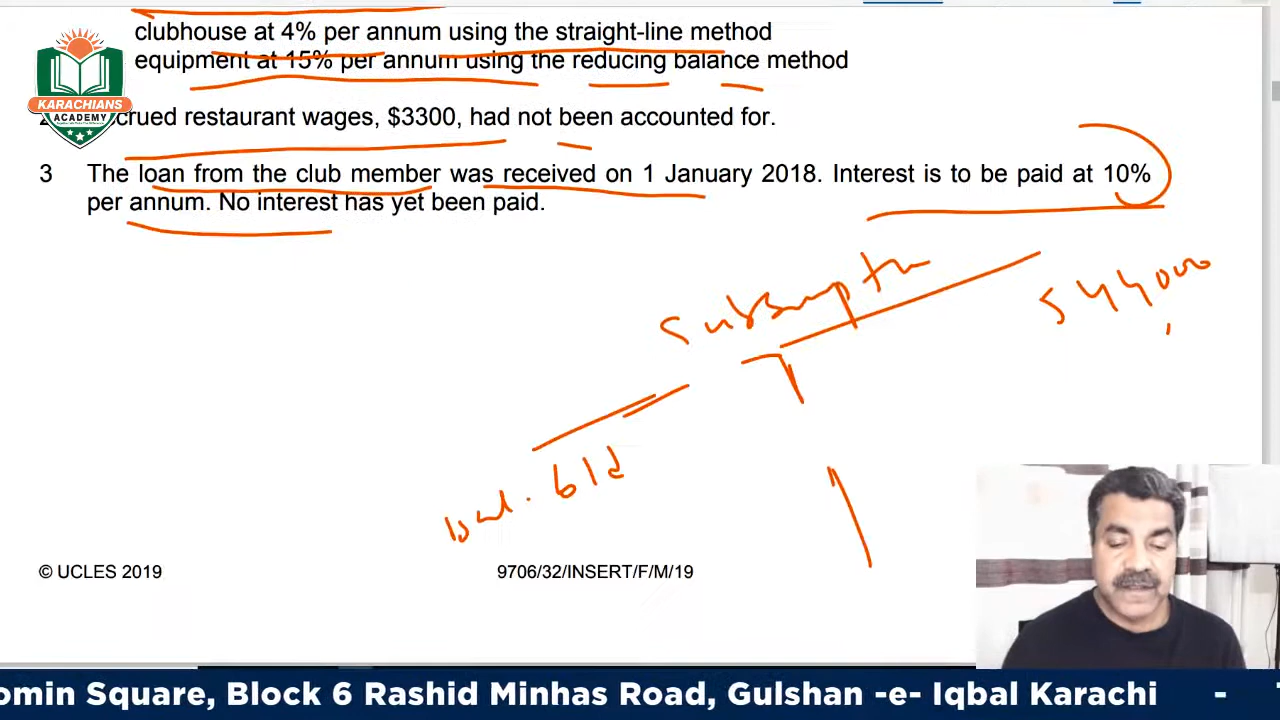 clubhouse at 4% per annum using the straight-line method
equipment at 15% per annum using the reducing balance method
KARACHIANS
ACADEMY
crued restaurant wages, $3300, had not been accounted for.
3 The loan from the club member was received on 1 January 2018. Interest is to be paid at 10%
per annum. No interest has yet been paid.
544000
bal. b/d
© UCLES 2019
9706/32/INSERT/F/M/19
omin Square, Block 6 Rashid Minhas Road, Gulshan -e- Iqbal Karachi -